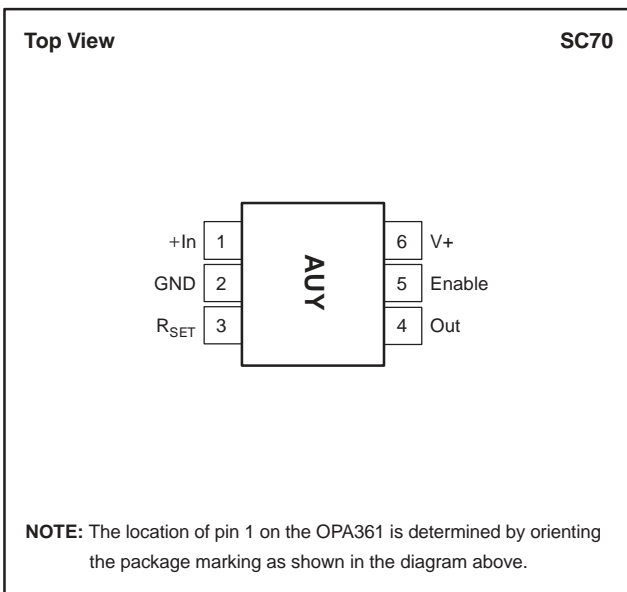 Top View SC70
+In 1 6 V+
GND 2 AUY 5 Enable
RSET 3 4 Out
NOTE: The location of pin 1 on the OPA361 is determined by orienting
the package marking as shown in the diagram above.